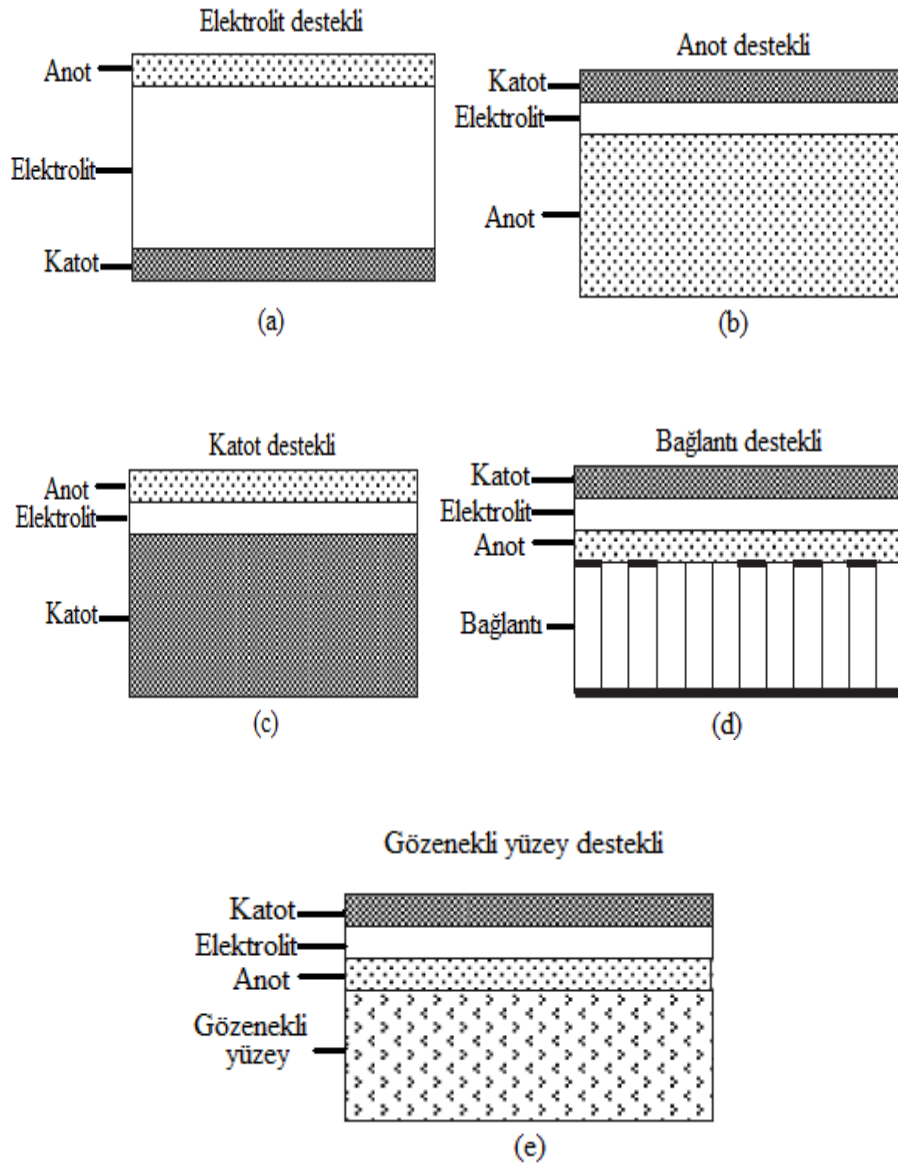 Elektrolit destekli
Anot
Elektrolit
Katot
(a)
Anot destekli
Katot
Elektrolit
Anot
(b)
Katot destekli
Anot
Elektrolit
Katot
(c)
Bağlantı destekli
Katot
Elektrolit
Anot
Bağlantı
(d)
Gözenekli yüzey destekli
Katot
Elektrolit
Anot
Gözenekli
yüzey
(e)